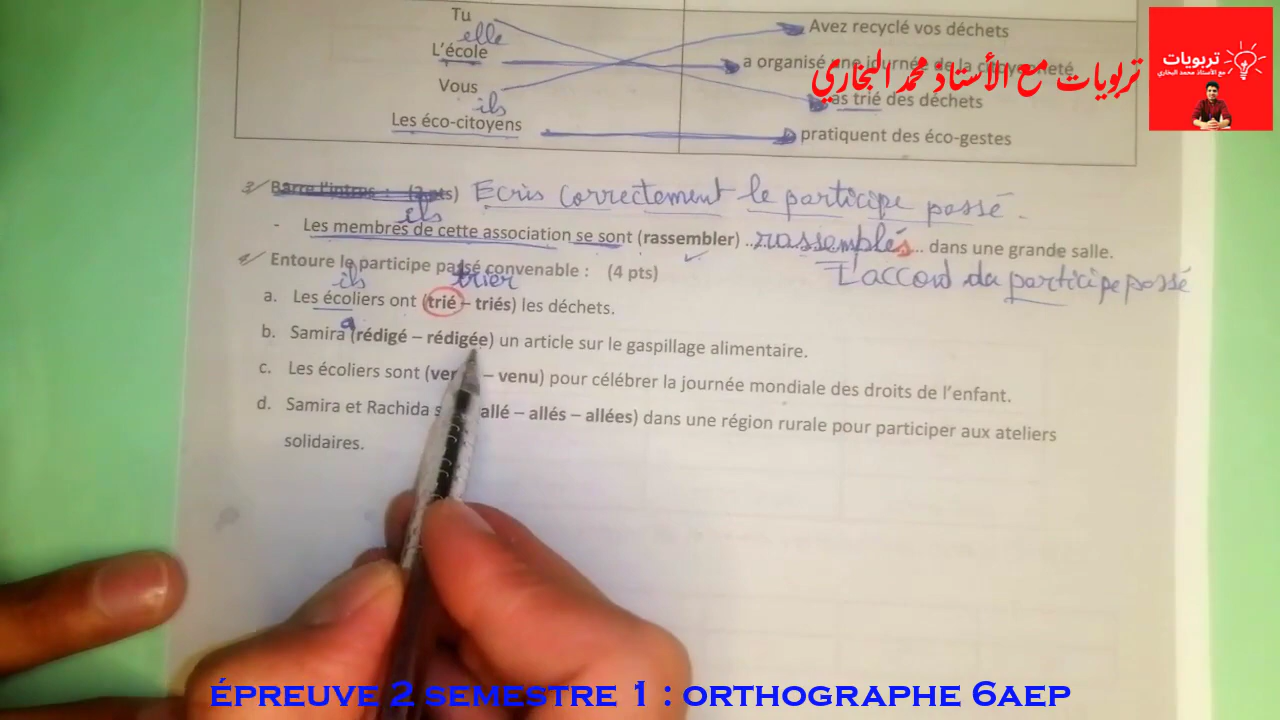 Tu
elle
L'école
Vous
ils
Les éco-citoyens
Avez recyclé vos déchets
a organisé une journée de la citoyenneté
as trié des déchets
pratiquent des éco-gestes
تربويات مع الأستاذ محمد البخاري
تربويات
مع الاستاذ محمد البخاري
3/ Barre l'intrus : (2 pts) Ecris correctement le participe passé.
ils
- Les membres de cette association se sont (rassembler) ...rassemblés... dans une grande salle.
4/ Entoure le participe passé convenable : (4 pts)
L'accord du participe passé
ils trier
a. Les écoliers ont (trié – triés) les déchets.
b. Samira a (rédigé – rédigée) un article sur le gaspillage alimentaire.
c. Les écoliers sont ( – venu) pour célébrer la journée mondiale des droits de l'enfant.
d. Samira et Rachida allé – allés – allées) dans une région rurale pour participer aux ateliers
solidaires.
ÉPREUVE 2 SEMESTRE 1 : ORTHOGRAPHE 6AEP